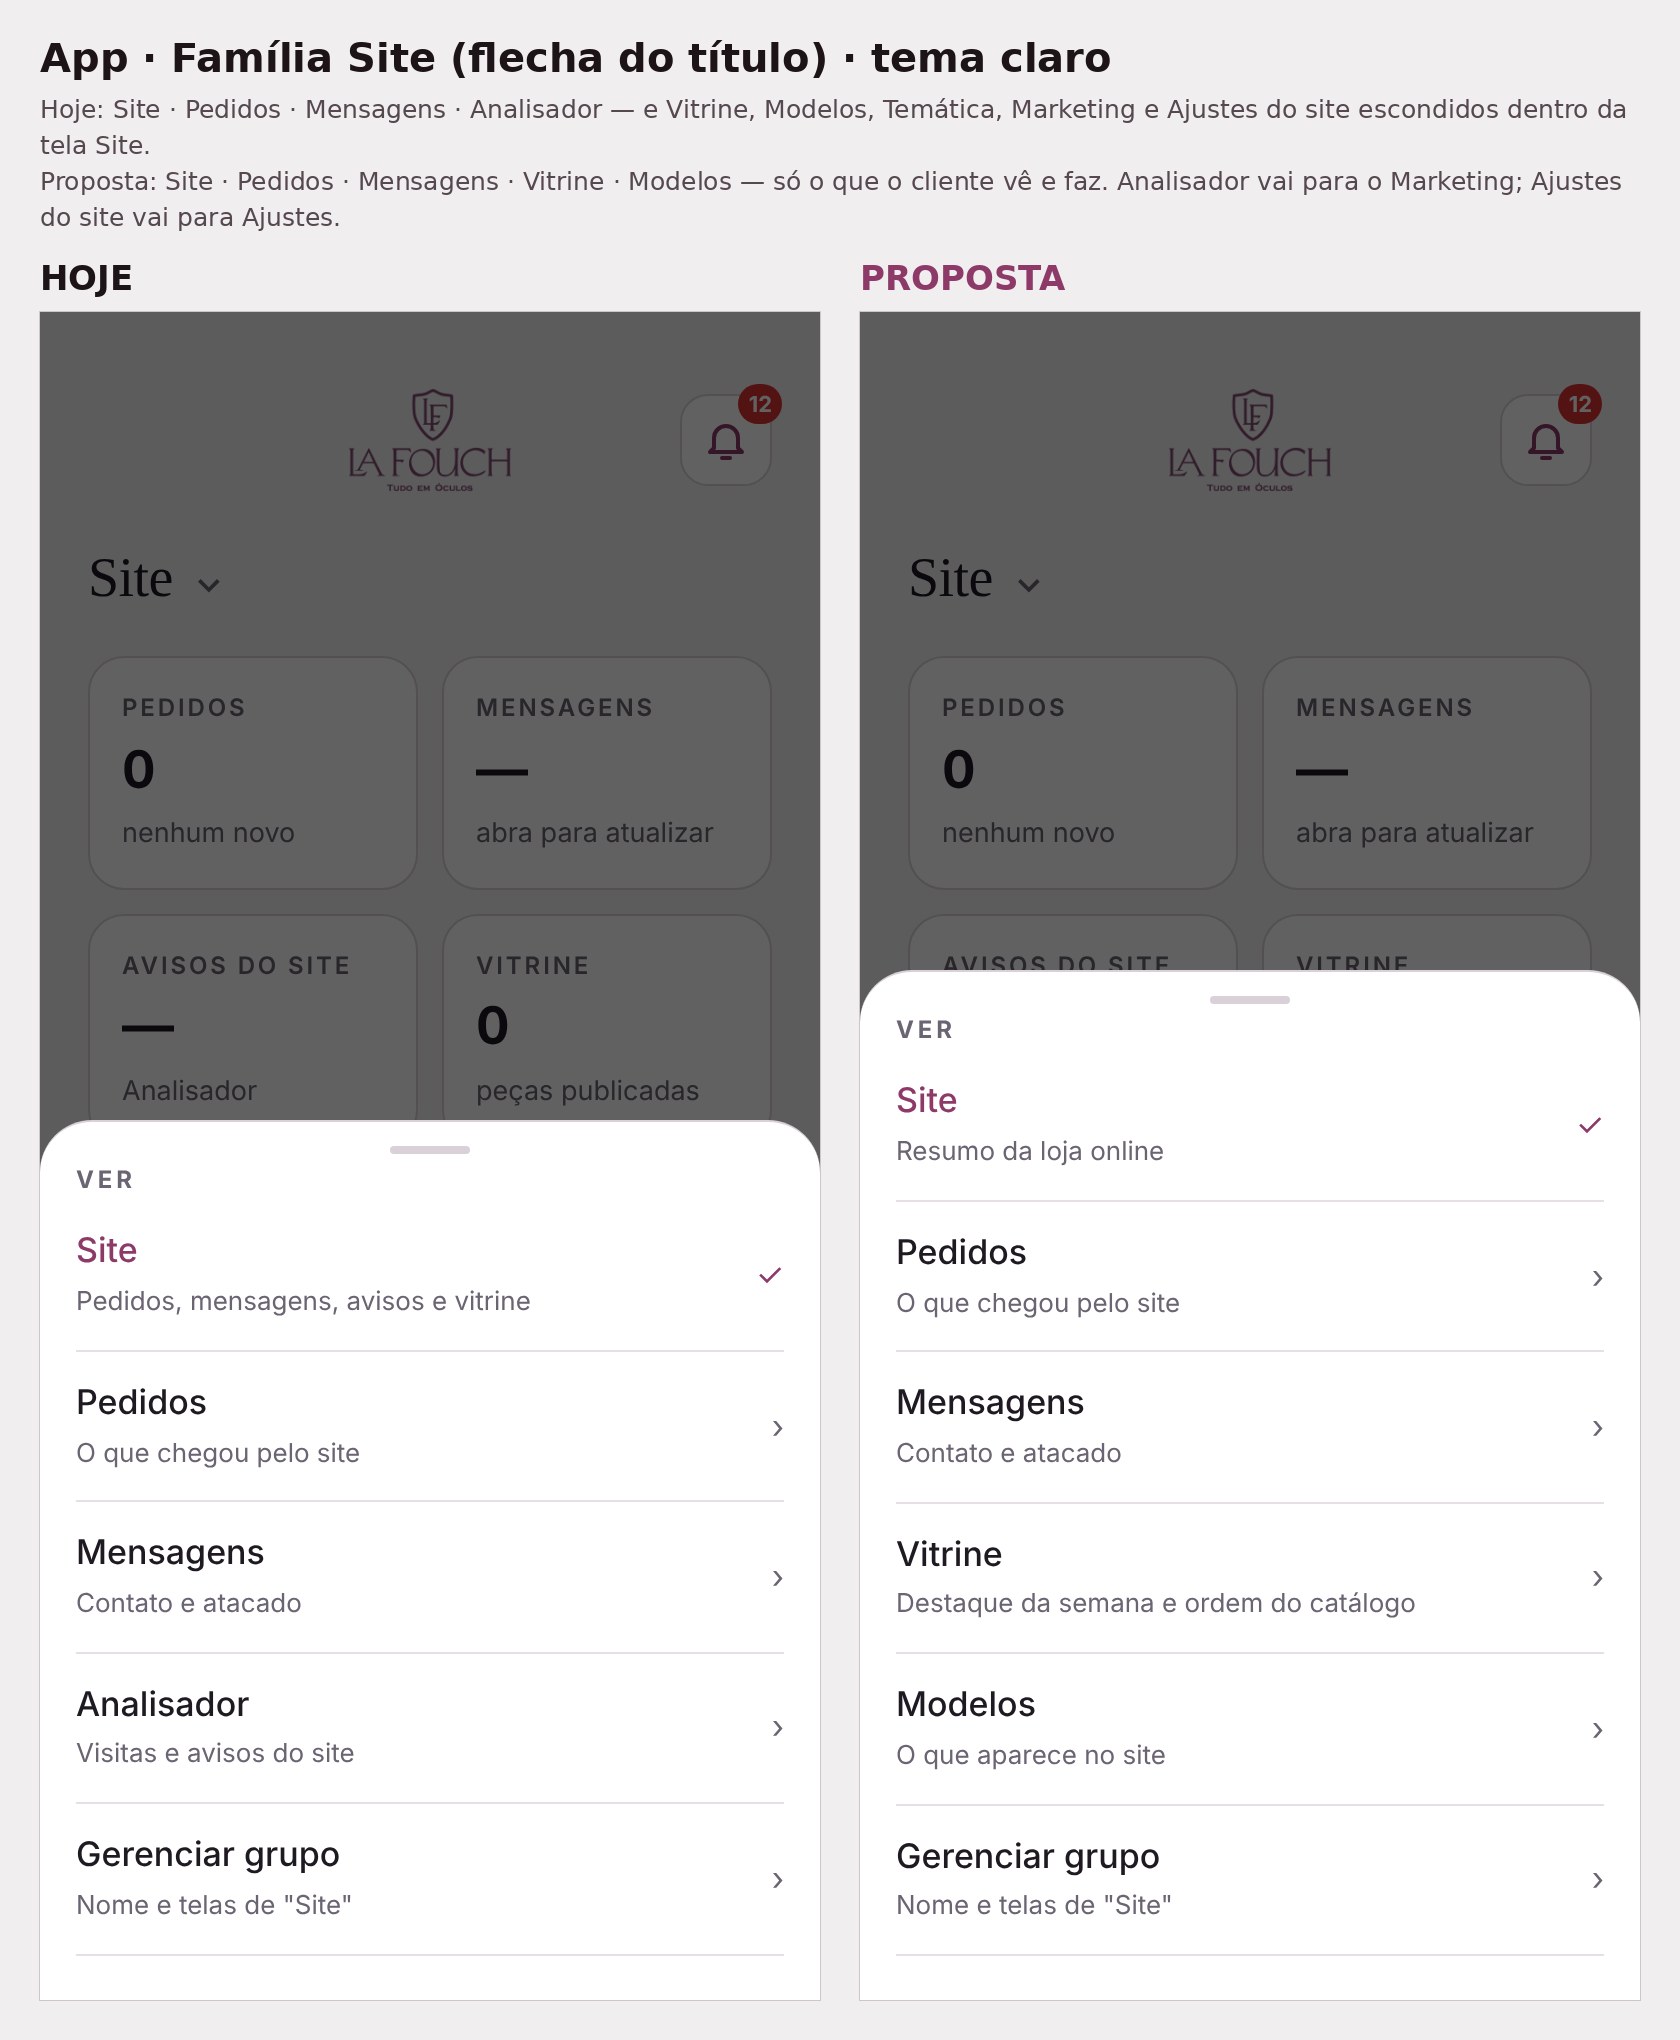 App · Família Site (flecha do título) · tema claro
Hoje: Site · Pedidos · Mensagens · Analisador — e Vitrine, Modelos, Temática, Marketing e Ajustes do site escondidos dentro da
tela Site.
Proposta: Site · Pedidos · Mensagens · Vitrine · Modelos — só o que o cliente vê e faz. Analisador vai para o Marketing; Ajustes
do site vai para Ajustes.
HOJE
LF
LA FOUCH
TUDO EM ÓCULOS
12
Site
PEDIDOS
0
nenhum novo
MENSAGENS
—
abra para atualizar
AVISOS DO SITE
—
Analisador
VITRINE
0
peças publicadas
VER
Site
Pedidos, mensagens, avisos e vitrine
Pedidos
O que chegou pelo site
Mensagens
Contato e atacado
Analisador
Visitas e avisos do site
Gerenciar grupo
Nome e telas de "Site"
PROPOSTA
LF
LA FOUCH
TUDO EM ÓCULOS
12
Site
PEDIDOS
0
nenhum novo
MENSAGENS
—
abra para atualizar
AVISOS DO SITE
VITRINE
VER
Site
Resumo da loja online
Pedidos
O que chegou pelo site
Mensagens
Contato e atacado
Vitrine
Destaque da semana e ordem do catálogo
Modelos
O que aparece no site
Gerenciar grupo
Nome e telas de "Site"